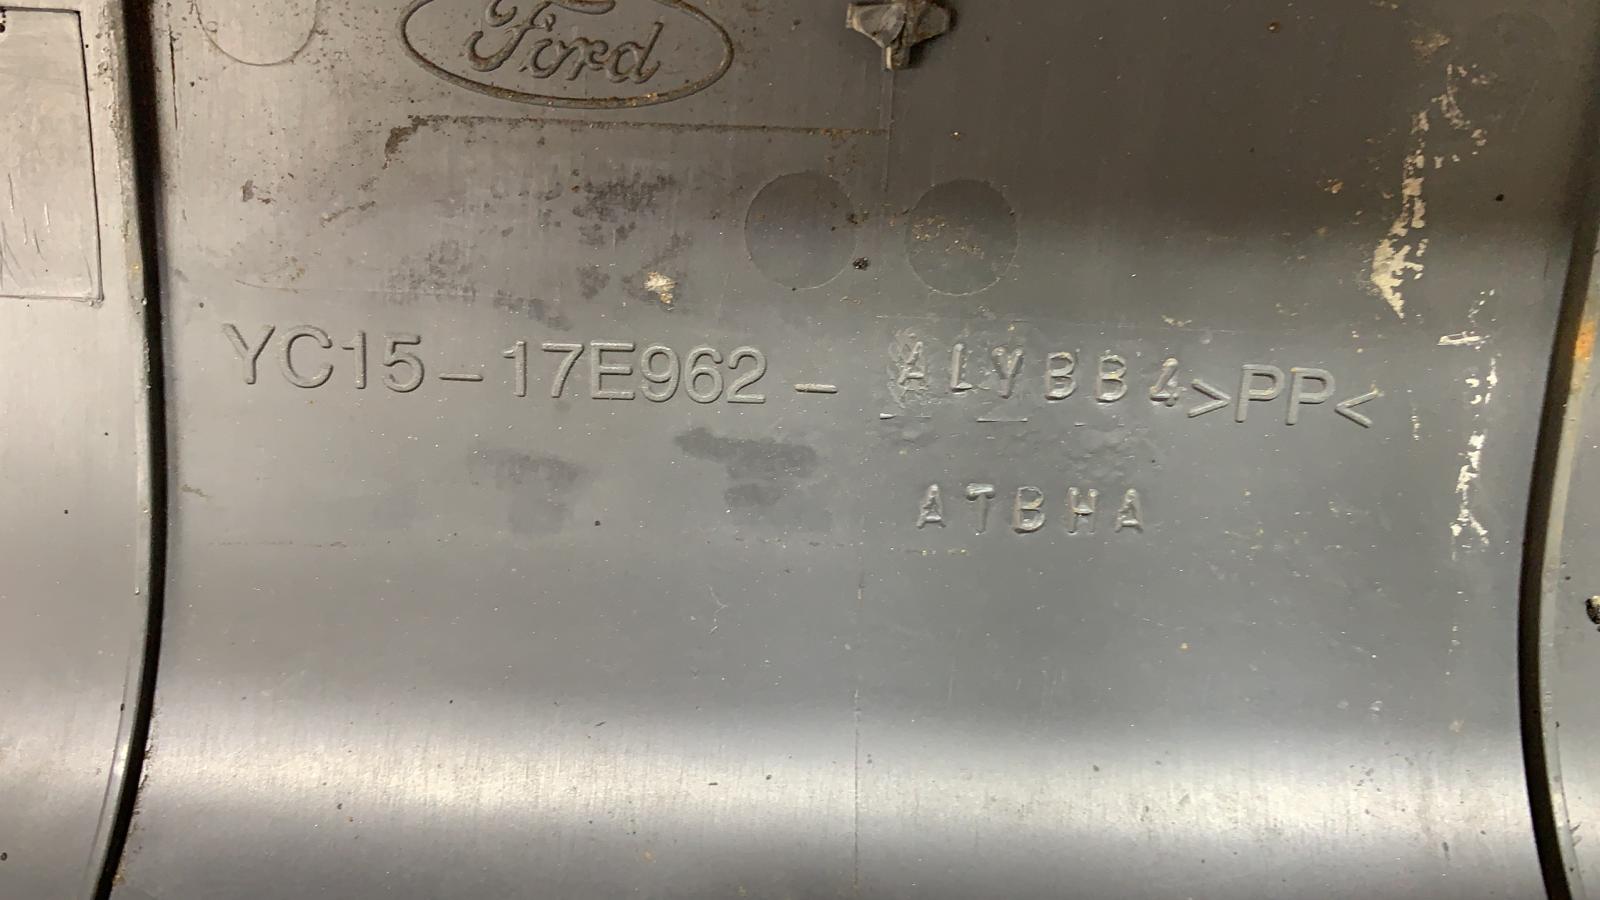 Ford
YC15-17E962- ALYBB4 >PP<
ATBHA